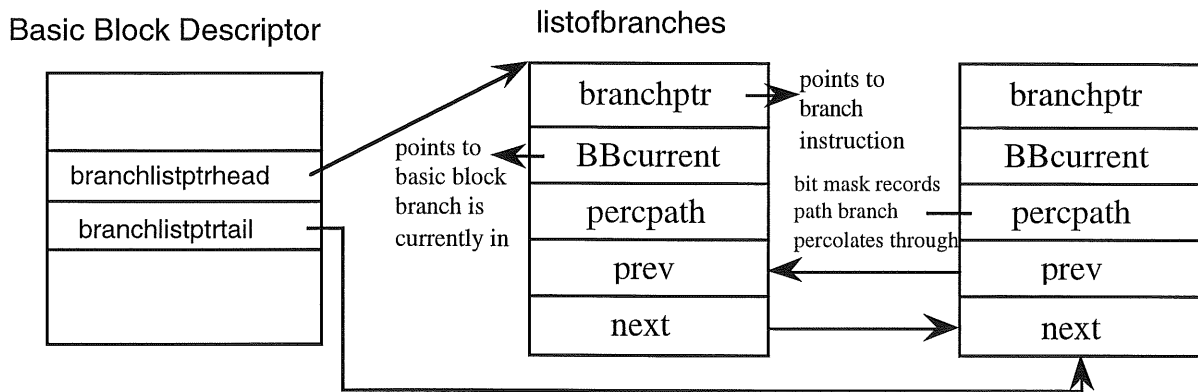 Basic Block Descriptor
branchlistptrhead
branchlistptrtail
listofbranches
branchptr
BBcurrent
percpath
prev
next
points to
basic block
branch is
currently in
points to
branch
instruction
bit mask records
path branch
percolates through
branchptr
BBcurrent
percpath
prev
next